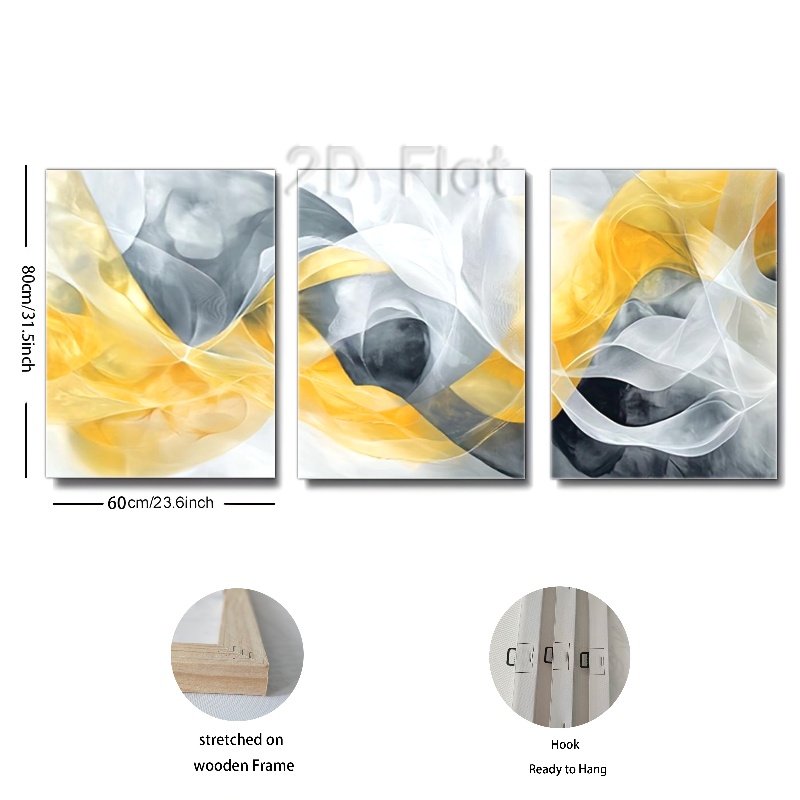 2D Flat
80cm/31.5inch
60cm/23.6inch
stretched on
wooden Frame
Hook
Ready to Hang